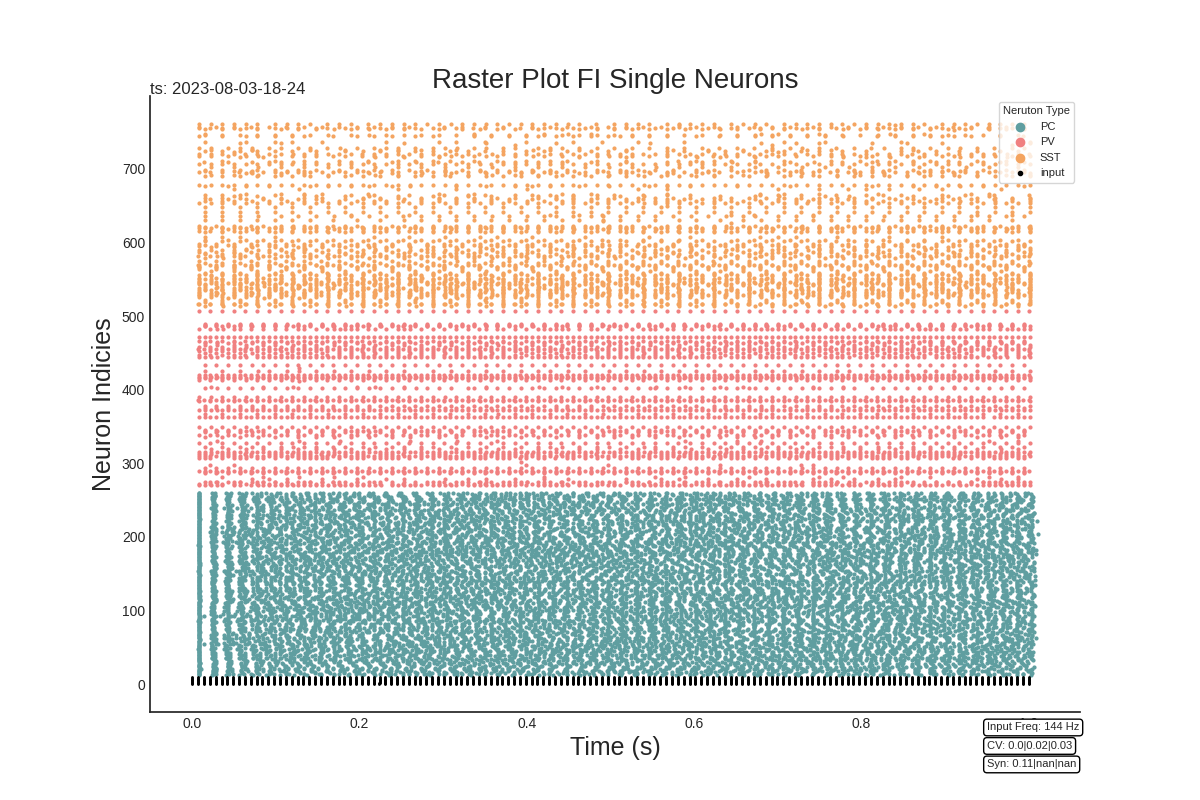 Raster Plot FI Single Neurons
ts: 2023-08-03-18-24
Neruton Type
PC
PV
SST
input
Neuron Indicies
700
600
500
400
300
200
100
0
0.0 0.2 0.4 0.6 0.8
Time (s)
Input Freq: 144 Hz
CV: 0.0|0.02|0.03
Syn: 0.11|nan|nan